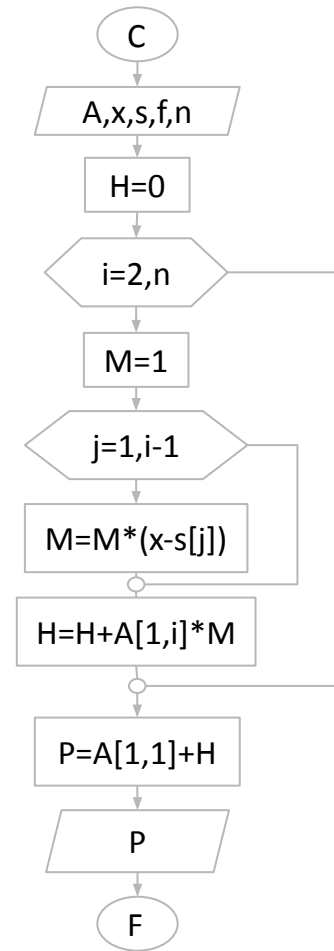 C
A,x,s,f,n
H=0
i=2,n
M=1
j=1,i-1
M=M*(x-s[j])
H=H+A[1,i]*M
P=A[1,1]+H
P
F